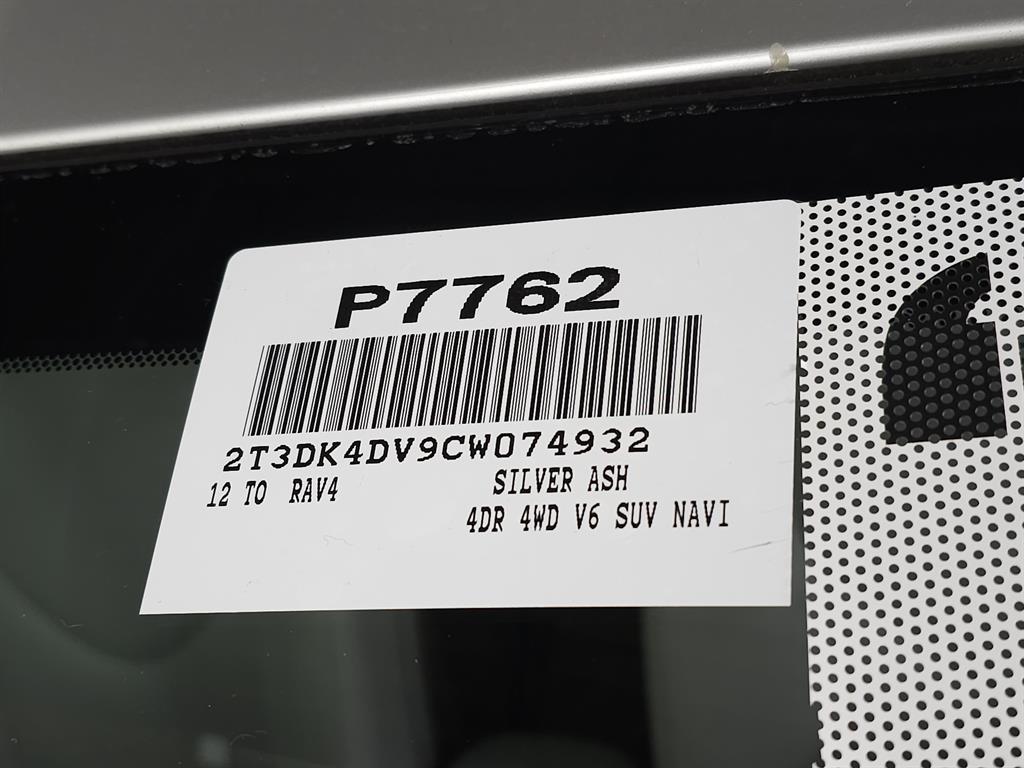 P7762
2T3DK4DV9CW074932
12 TO RAV4 SILVER ASH
4DR 4WD V6 SUV NAVI